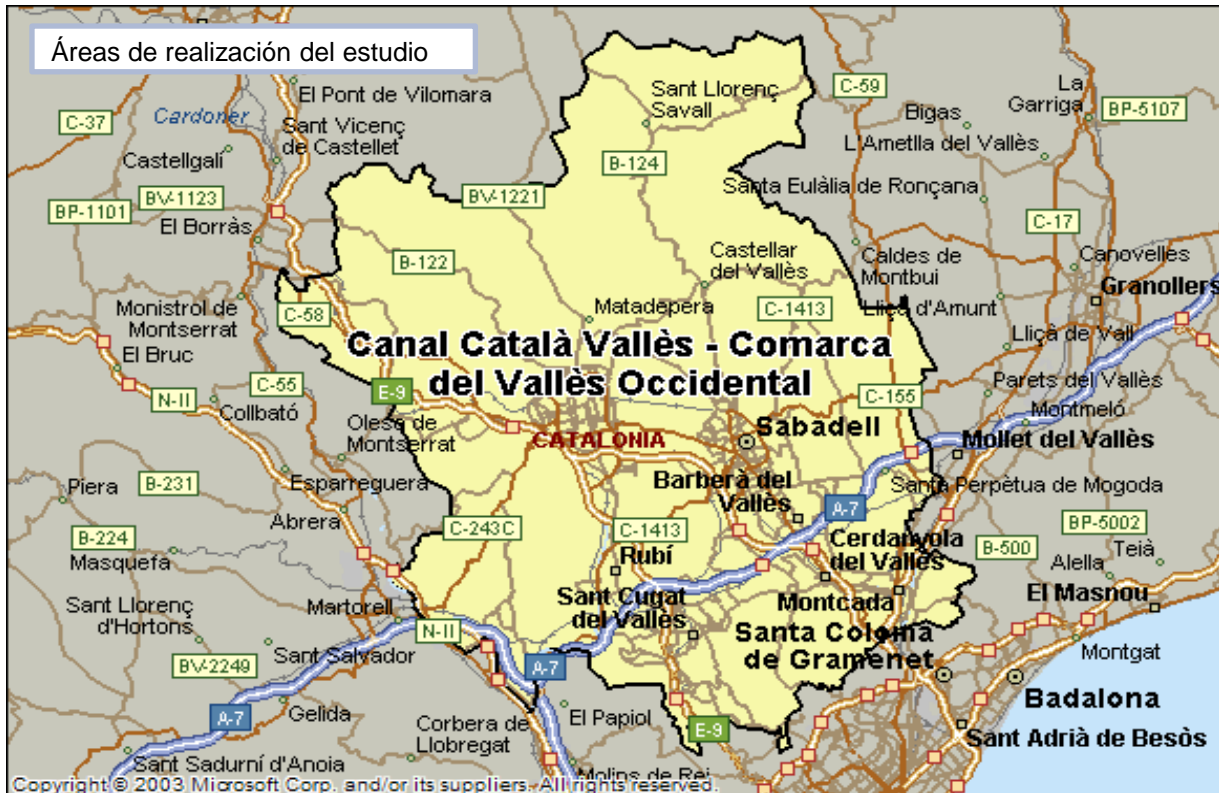 Áreas de realización del estudio
El Pont de Vilomara
Sant Llorenç
Savall
C-59
La
Garriga
BP-5107
Bigas
C-37
Cardoner
Sant Vicenç
de Castellet
Castellgalí
L'Ametlla del Vallès
B-124
Santa Eulàlia de Ronçana
BV-1123
BV-1221
BP-1101
El Borràs
C-17
B-122
Castellar
del Vallès
Caldes de
Montbui
Canovelles
Granollers
Monistrol de
Montserrat
C-58
Matadepera
C-1413
Lliçà d'Amunt
Lliçà de Vall
El Bruc
Canal Català Vallès - Comarca
del Vallès Occidental
C-55
E-9
C-155
Parets del Vallès
N-II
Collbató
Olesa de
Montserrat
Montmeló
CATALONIA
Sabadell
Mollet del Vallès
Piera
B-231
Esparreguera
Barberà del
Vallès
Santa Perpètua de Mogoda
A-7
Abrera
C-243C
C-1413
BP-5002
B-224
Masquefa
Rubí
Cerdanyola
del Vallès
B-500
Teià
Alella
Sant Llorenç
d'Hortons
Martorell
Sant Cugat
del Vallès
Montcada
El Masnou
N-II
Santa Coloma
de Gramenet
Sant Salvador
BV-2249
A-7
Montgat
Badalona
A-7
Gelida
Corbera de
Llobregat
El Papiol
E-9
Sant Adrià de Besòs
Sant Sadurní d'Anoia
Molins de Rei
Copyright © 2003 Microsoft Corp. and/or its suppliers. All rights reserved.